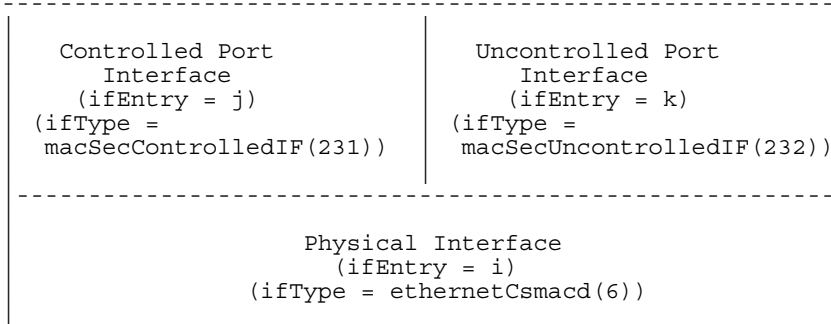 Controlled Port
Interface
(ifEntry = j)
(ifType =
macSecControlledIF(231))
Uncontrolled Port
Interface
(ifEntry = k)
(ifType =
macSecUncontrolledIF(232))
Physical Interface
(ifEntry = i)
(ifType = ethernetCsmacd(6))